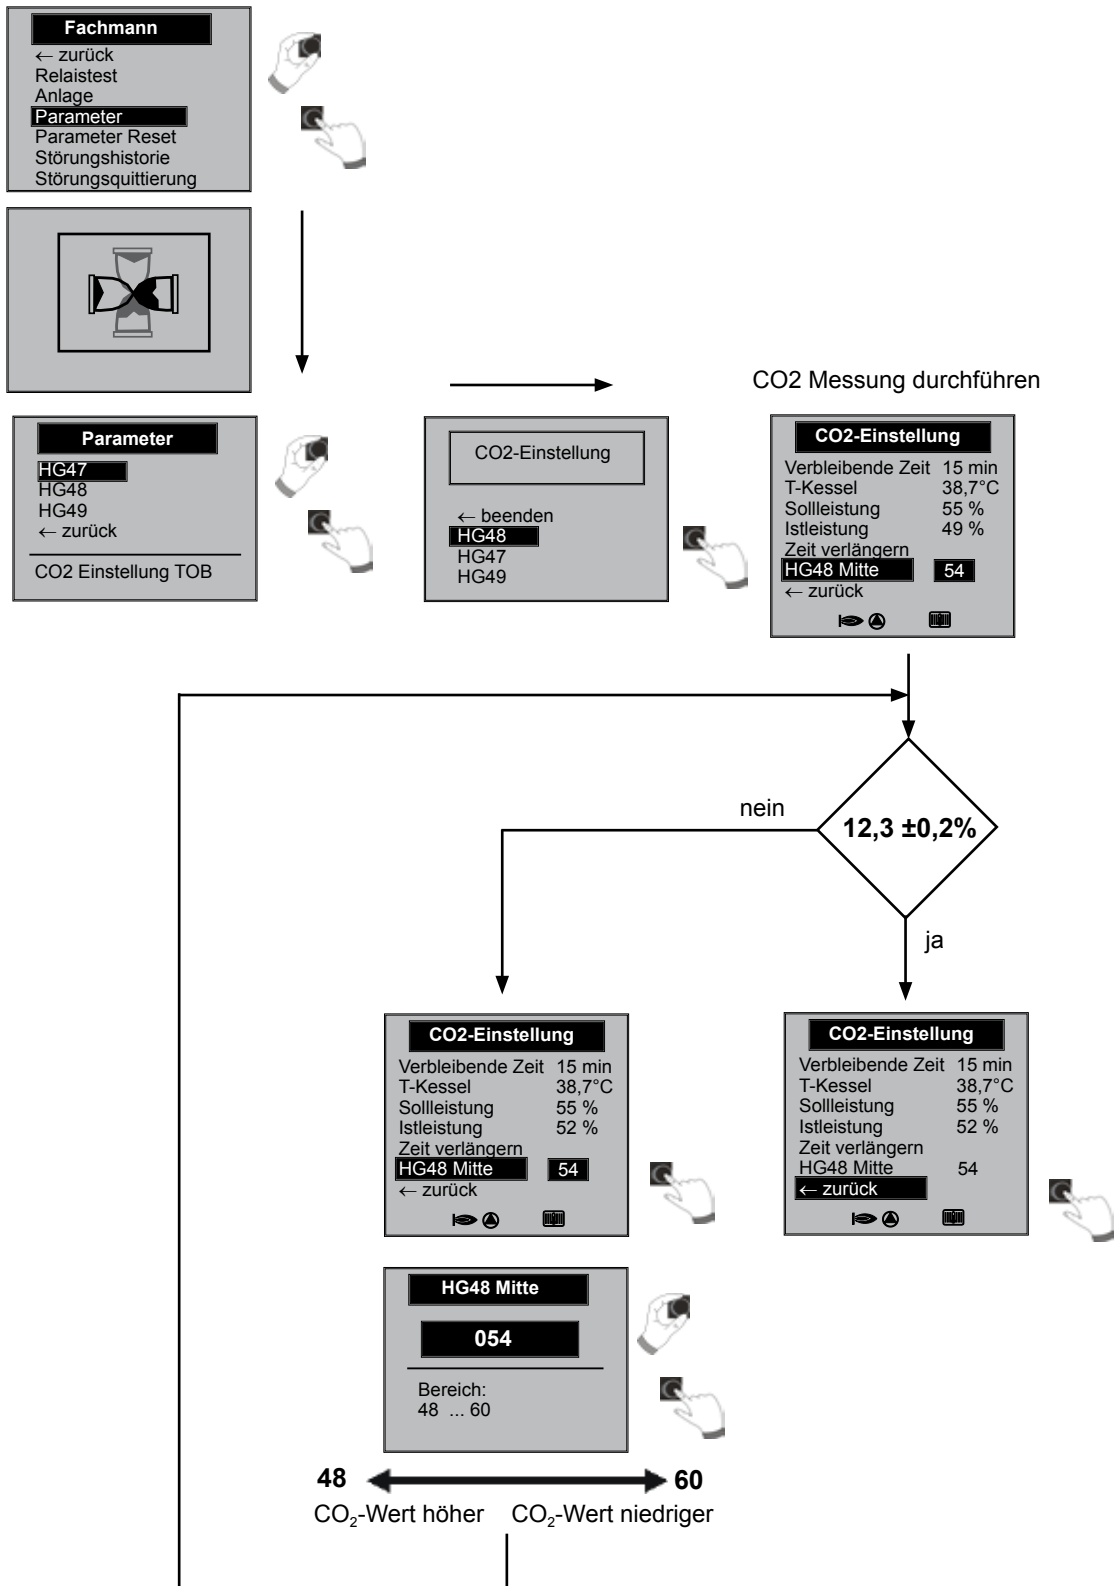 Fachmann
← zurück
Relaistest
Anlage
Parameter
Parameter Reset
Störungshistorie
Störungsquittierung
Parameter
HG47
HG48
HG49
← zurück
CO2 Einstellung TOB
CO2-Einstellung
← beenden
HG48
HG47
HG49
CO2 Messung durchführen
CO2-Einstellung
Verbleibende Zeit 15 min
T-Kessel 38,7°C
Sollleistung 55 %
Istleistung 49 %
Zeit verlängern
HG48 Mitte 54
← zurück
12,3 ±0,2%
nein
ja
CO2-Einstellung
Verbleibende Zeit 15 min
T-Kessel 38,7°C
Sollleistung 55 %
Istleistung 52 %
Zeit verlängern
HG48 Mitte 54
← zurück
CO2-Einstellung
Verbleibende Zeit 15 min
T-Kessel 38,7°C
Sollleistung 55 %
Istleistung 52 %
Zeit verlängern
HG48 Mitte 54
← zurück
HG48 Mitte
054
Bereich:
48 ... 60
48 60
CO₂-Wert höher CO₂-Wert niedriger